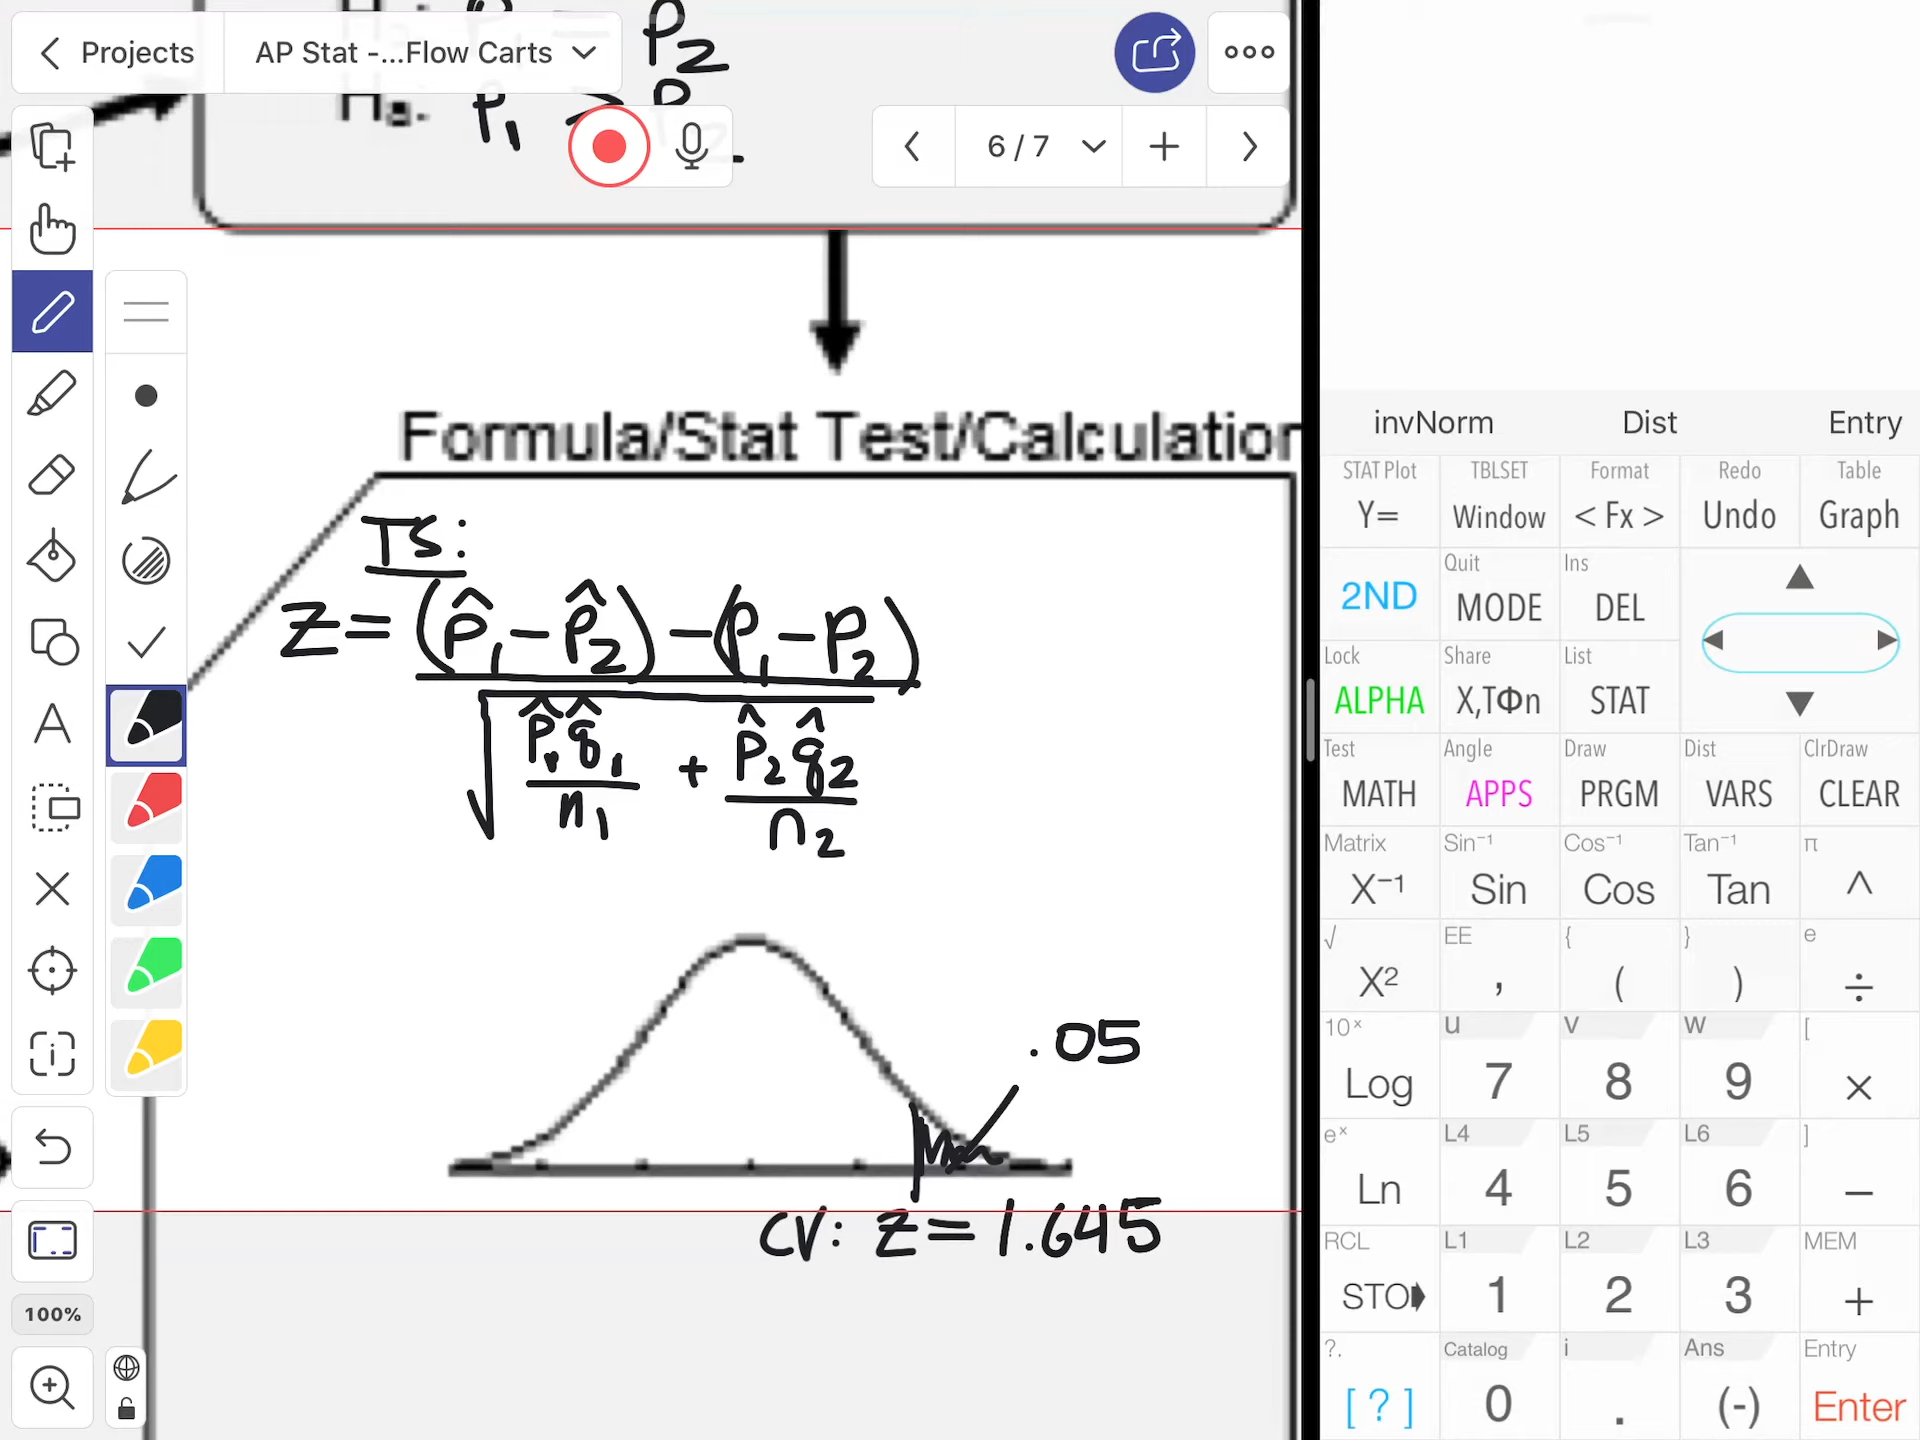 H₀: p₁ = p₂
Projects
AP Stat -...Flow Carts
Hₐ: p₁ > p₂.
6 / 7
Formula/Stat Test/Calculation
TS:
z = (p̂₁ - p̂₂) - (p₁ - p₂)
√ p̂₁q̂₁ / n₁ + p̂₂q̂₂ / n₂
.05
CV: z = 1.645
100%
invNorm Dist Entry
STAT Plot TBLSET Format Redo Table
Y= Window < Fx > Undo Graph
Quit Ins
2ND MODE DEL
Lock Share List
ALPHA X,TΦn STAT
Test Angle Draw Dist ClrDraw
MATH APPS PRGM VARS CLEAR
Matrix Sin⁻¹ Cos⁻¹ Tan⁻¹ π
X⁻¹ Sin Cos Tan ^
√ EE { } e
X² , ( ) ÷
10ˣ u v w [
Log 7 8 9 ×
eˣ L4 L5 L6 ]
Ln 4 5 6 −
RCL L1 L2 L3 MEM
STO 1 2 3 +
?. Catalog i Ans Entry
[ ? ] 0 . (-) Enter